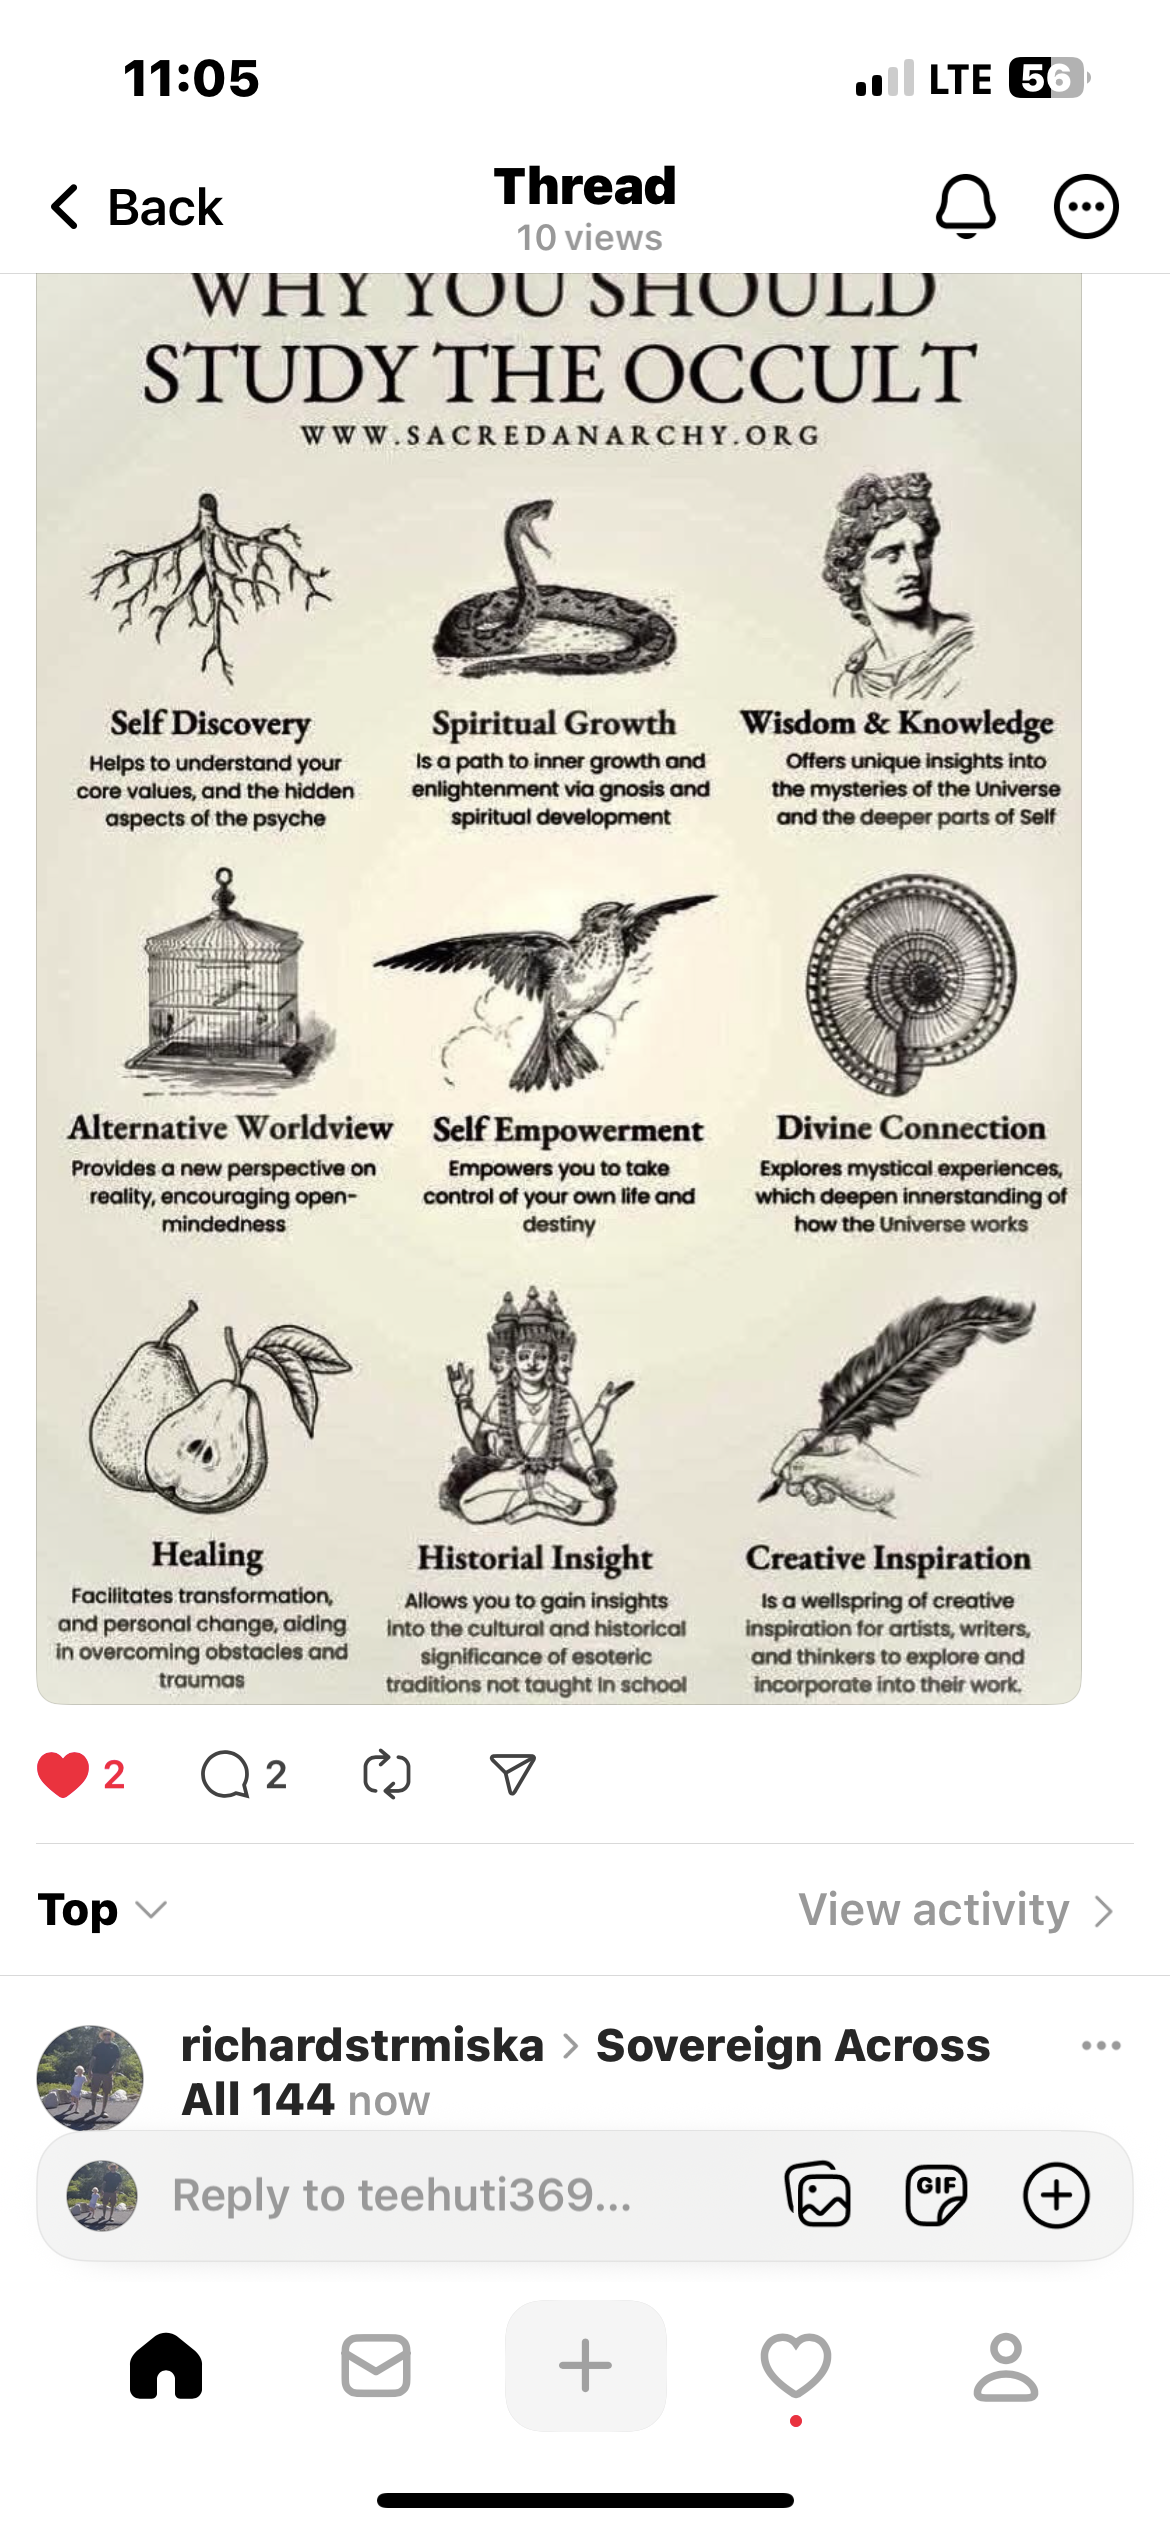 11:05
LTE 56
Back
Thread
10 views
WHY YOU SHOULD
STUDY THE OCCULT
WWW.SACREDANARCHY.ORG
Self Discovery
Helps to understand your
core values, and the hidden
aspects of the psyche
Spiritual Growth
Is a path to inner growth and
enlightenment via gnosis and
spiritual development
Wisdom & Knowledge
Offers unique insights into
the mysteries of the Universe
and the deeper parts of Self
Alternative Worldview
Provides a new perspective on
reality, encouraging open-
mindedness
Self Empowerment
Empowers you to take
control of your own life and
destiny
Divine Connection
Explores mystical experiences,
which deepen innerstanding of
how the Universe works
Healing
Facilitates transformation,
and personal change, aiding
in overcoming obstacles and
traumas
Historial Insight
Allows you to gain insights
into the cultural and historical
significance of esoteric
traditions not taught in school
Creative Inspiration
Is a wellspring of creative
inspiration for artists, writers,
and thinkers to explore and
incorporate into their work.
2
2
Top
View activity
richardstrmiska > Sovereign Across
All 144 now
Reply to teehuti369...
GIF